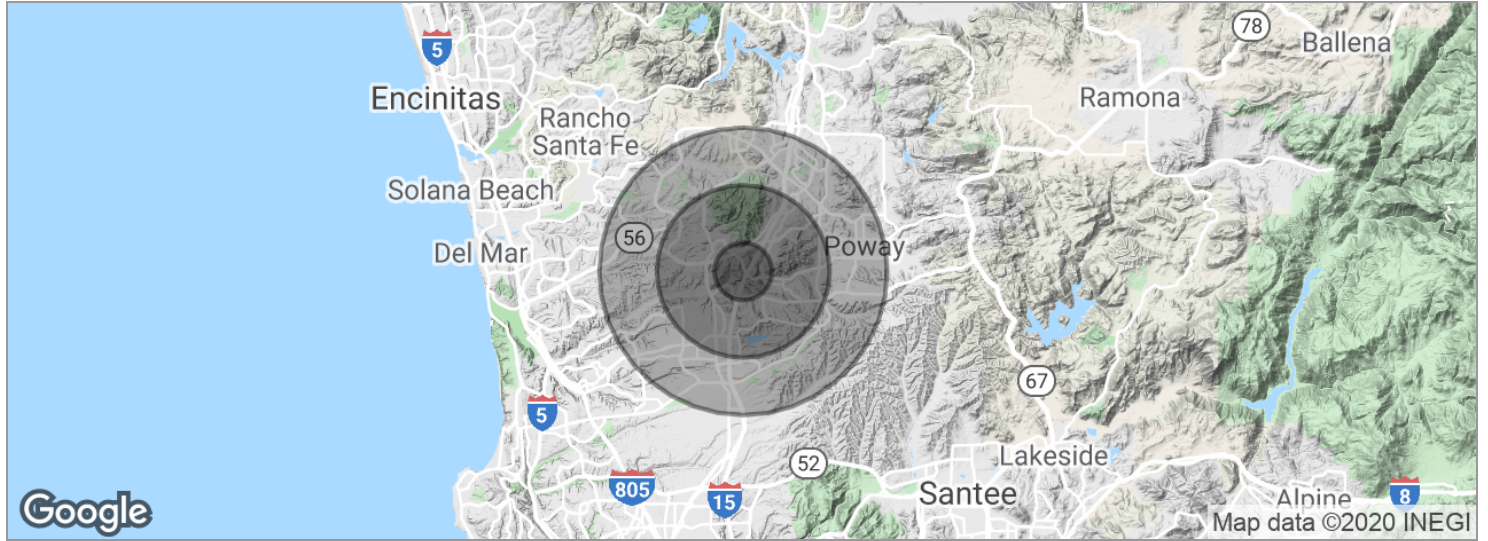 5
78
Ballena
Encinitas
Ramona
Rancho
Santa Fe
Solana Beach
56
Poway
Del Mar
67
5
Lakeside
52
805
15
Santee
Alpine
8
Google
Map data ©2020 INEGI